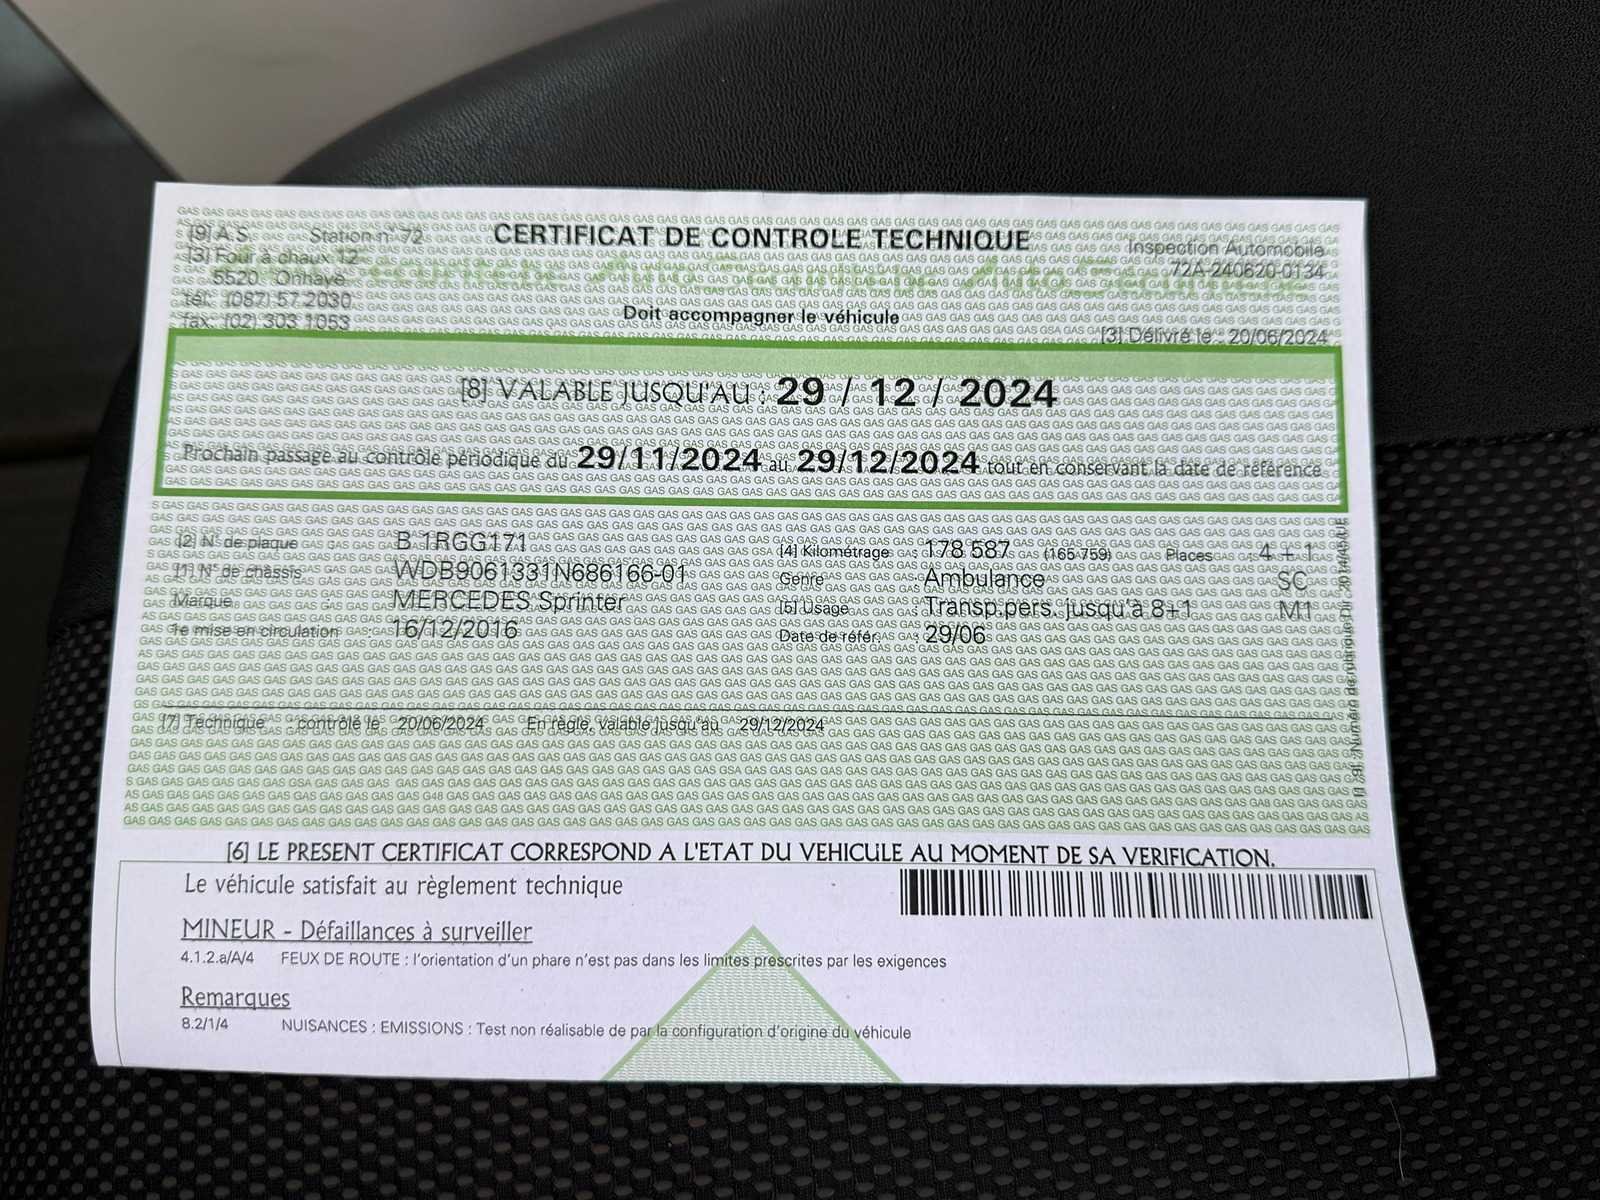 [9] A.S. Station n° 72
[3] Four à chaux 12
5520 Onhaye
tél: (087) 57 2030
fax: (02) 303 1053
CERTIFICAT DE CONTROLE TECHNIQUE
Doit accompagner le véhicule
Inspection Automobile
72A-240620-0134
[3] Délivré le : 20/06/2024
[8] VALABLE JUSQU'AU : 29 / 12 / 2024
Prochain passage au contrôle périodique du 29/11/2024 au 29/12/2024 tout en conservant la date de référence
[2] N° de plaque : B 1RGG171
[1] N° de châssis : WDB9061331N686166-01
Marque : MERCEDES Sprinter
1e mise en circulation : 16/12/2016
[4] Kilométrage : 178 587 (165 759) Places 4 + 1
Genre : Ambulance SC
[5] Usage : Transp.pers. jusqu'à 8+1 M1
Date de référ. : 29/06
[7] Technique : contrôlé le 20/06/2024 En règle, valable jusqu'au 29/12/2024
[6] LE PRESENT CERTIFICAT CORRESPOND A L'ETAT DU VEHICULE AU MOMENT DE SA VERIFICATION.
Le véhicule satisfait au règlement technique
MINEUR - Défaillances à surveiller
4.1.2.a/A/4 FEUX DE ROUTE : l'orientation d'un phare n'est pas dans les limites prescrites par les exigences
Remarques
8.2/1/4 NUISANCES : EMISSIONS : Test non réalisable de par la configuration d'origine du véhicule